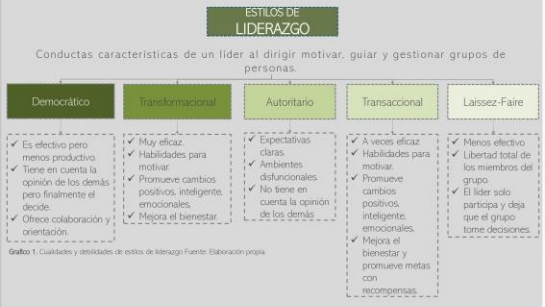 ESTILOS DE
LIDERAZGO
Conductas características de un líder al dirigir motivar, guiar y gestionar grupos de
personas.
Democrático
✓ Es efectivo pero
menos productivo.
✓ Tiene en cuenta la
opinión de los demás
pero finalmente el
decide.
✓ Ofrece colaboración y
orientación.
Transformacional
✓ Muy eficaz.
✓ Habilidades para
motivar.
✓ Promueve cambios
positivos, inteligente,
emocionales.
✓ Mejora el bienestar.
Autoritario
✓ Expectativas
claras.
✓ Ambientes
disfuncionales.
✓ No tiene en
cuenta la opinión
de los demás
Transaccional
✓ A veces eficaz
✓ Habilidades para
motivar.
✓ Promueve
cambios
positivos,
inteligente,
emocionales.
✓ Mejora el
bienestar y
promueve metas
con
recompensas.
Laissez-Faire
✓ Menos efectivo
✓ Libertad total de
los miembros del
grupo.
✓ El líder solo
participa y deja
que el grupo
tome decisiones.
Grafico 1. Cualidades y debilidades de estilos de liderazgo Fuente. Elaboración propia.